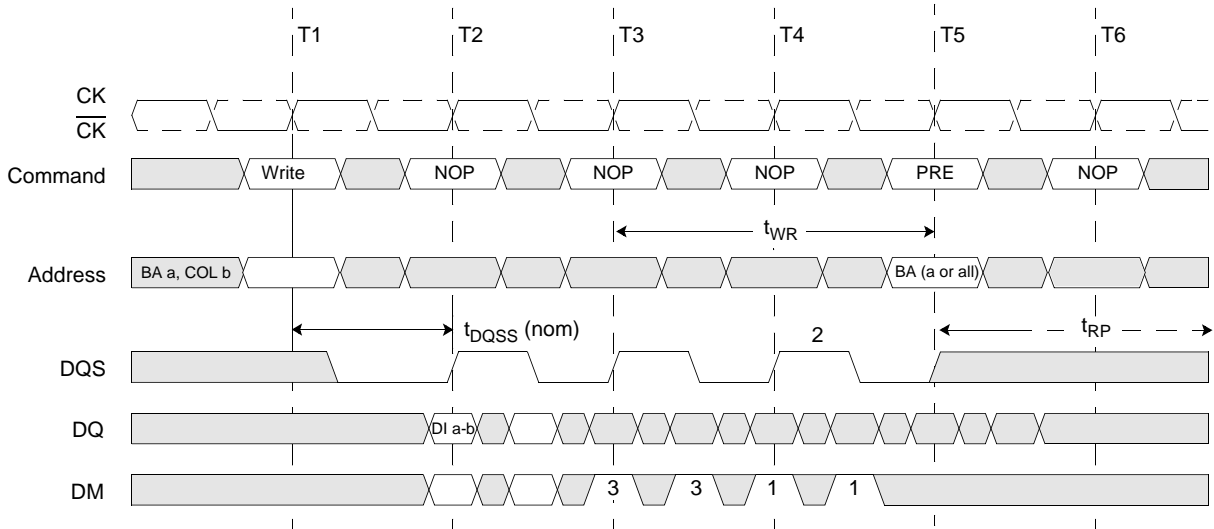 T1 T2 T3 T4 T5 T6
CK
CK
Command Write NOP NOP NOP PRE NOP
tWR
Address BA a, COL b BA (a or all)
tDQSS (nom) tRP
2
DQS
DQ DI a-b
DM 3 3 1 1